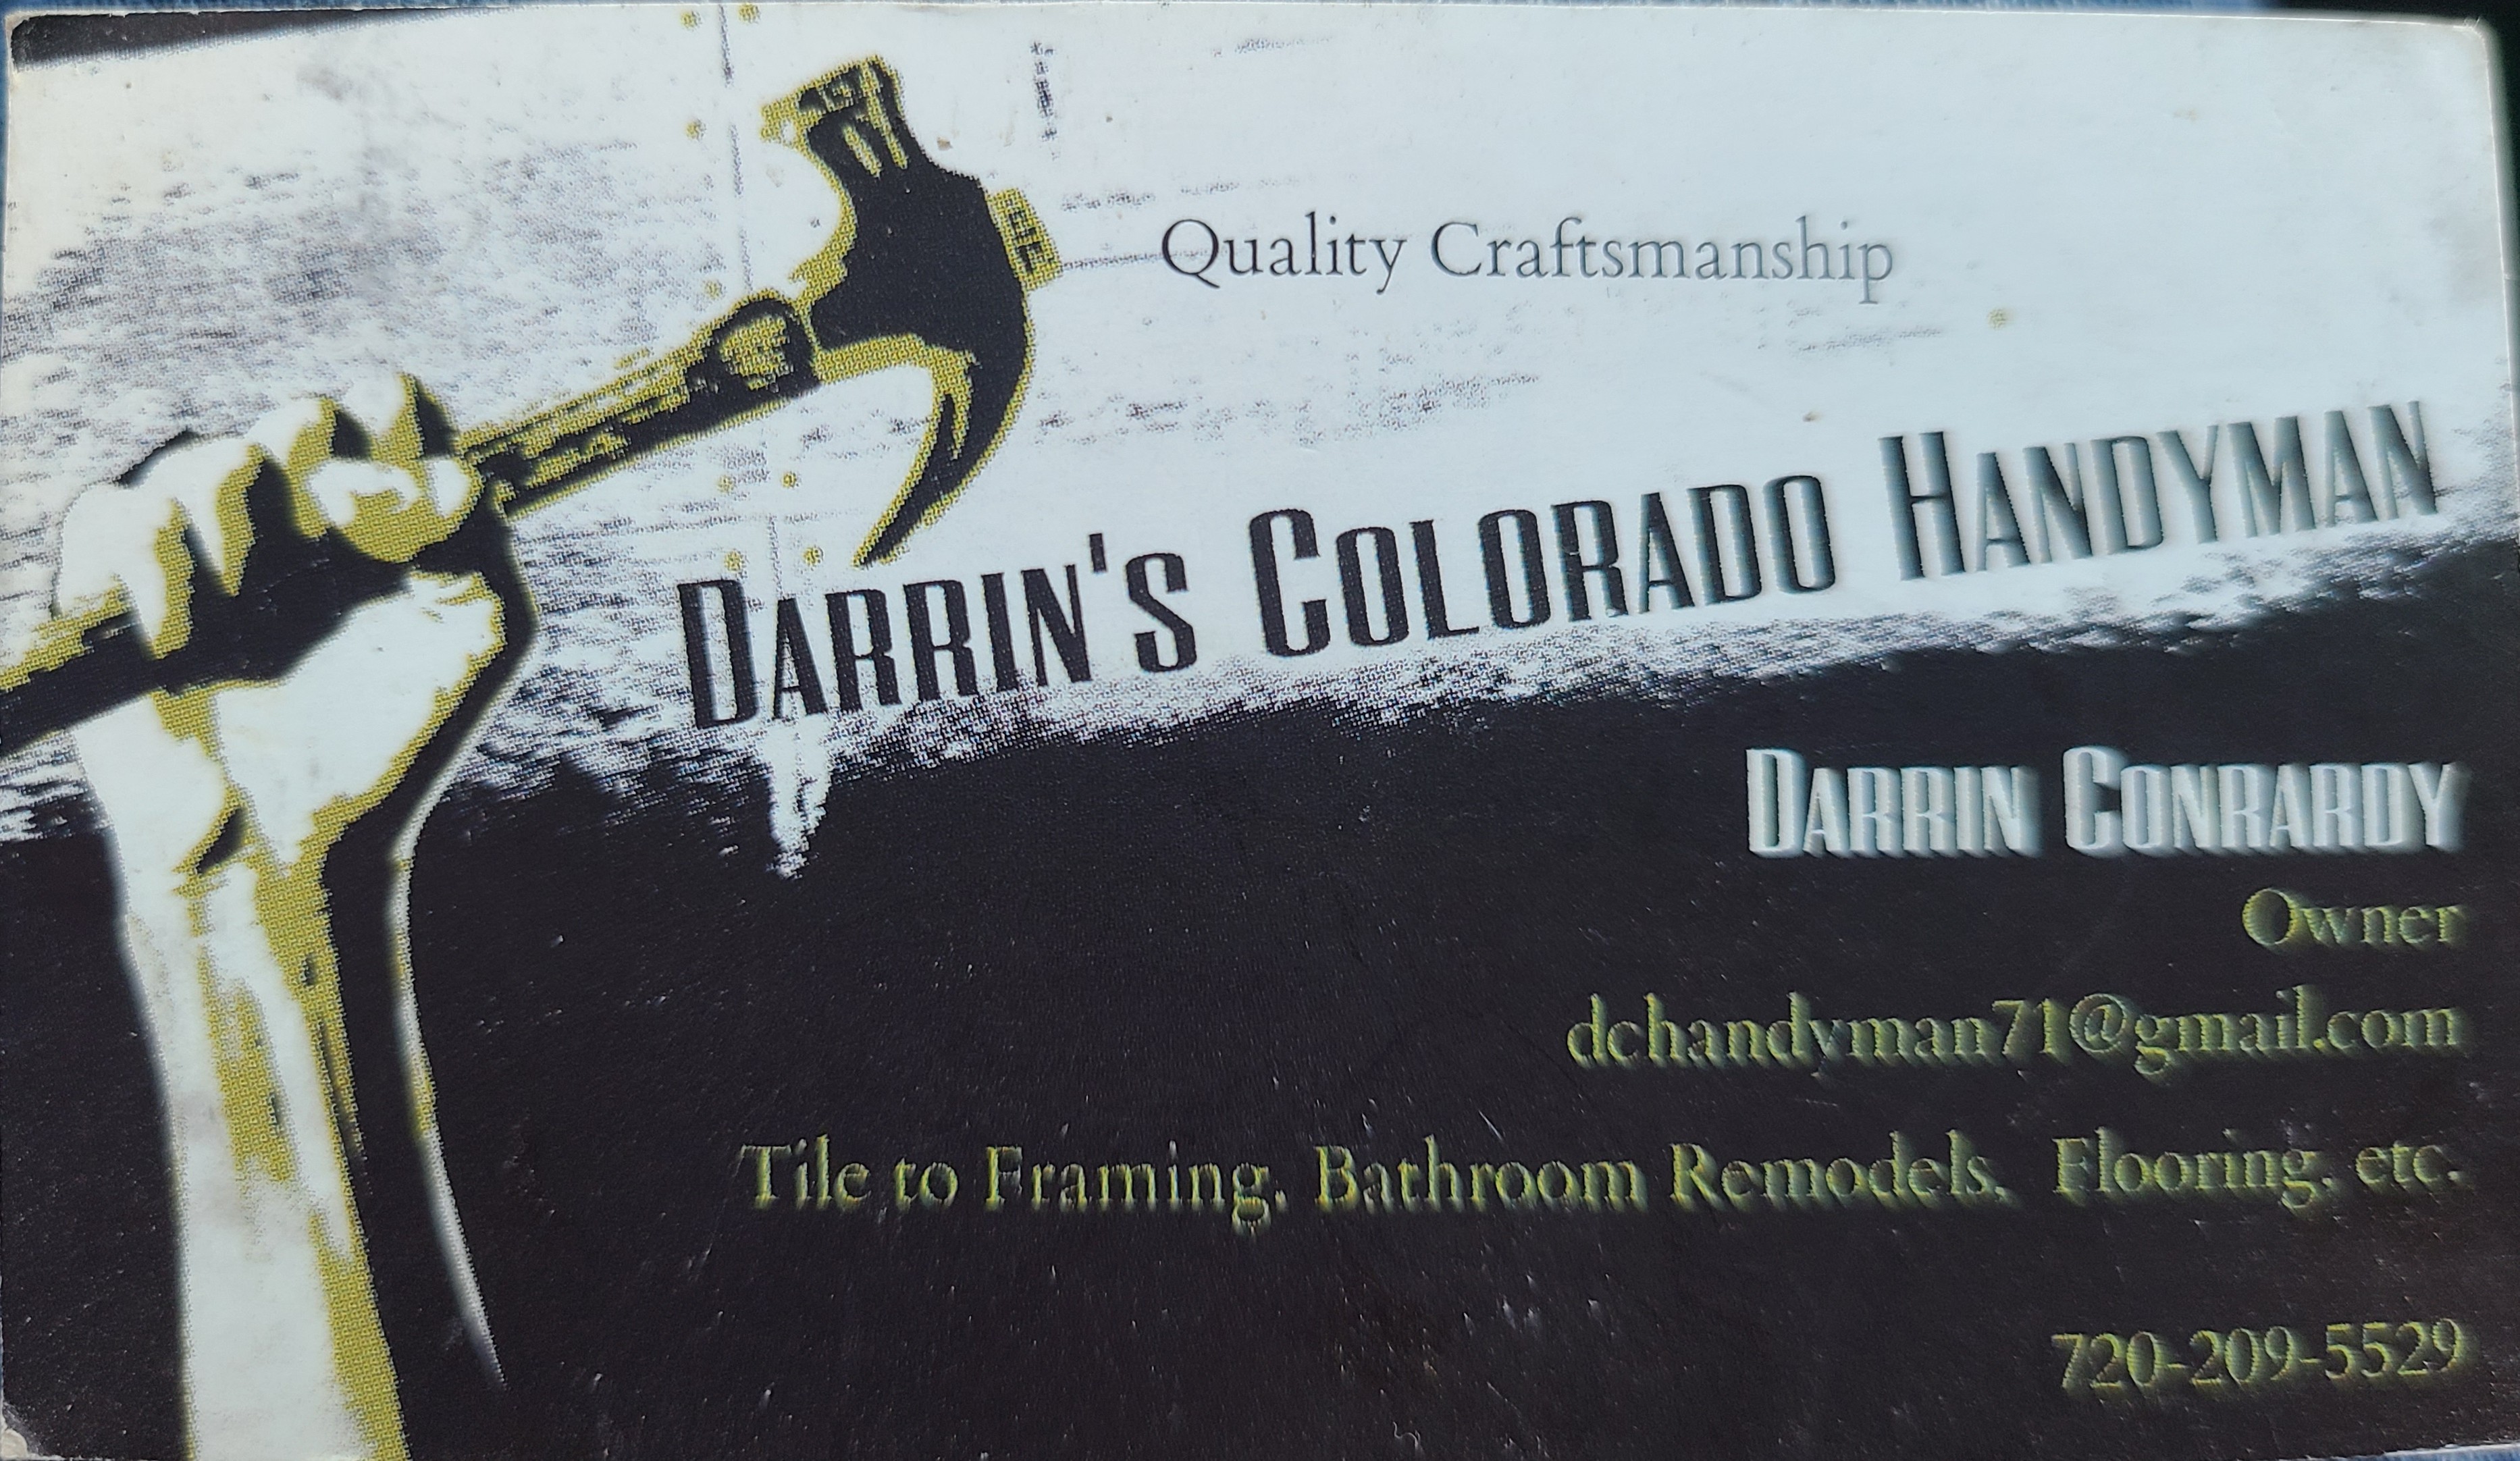 Quality Craftsmanship
DARRIN'S COLORADO HANDYMAN
DARRIN CONRARDY
Owner
dchandyman71@gmail.com
Tile to Framing, Bathroom Remodels,  Flooring, etc.
720-209-5529